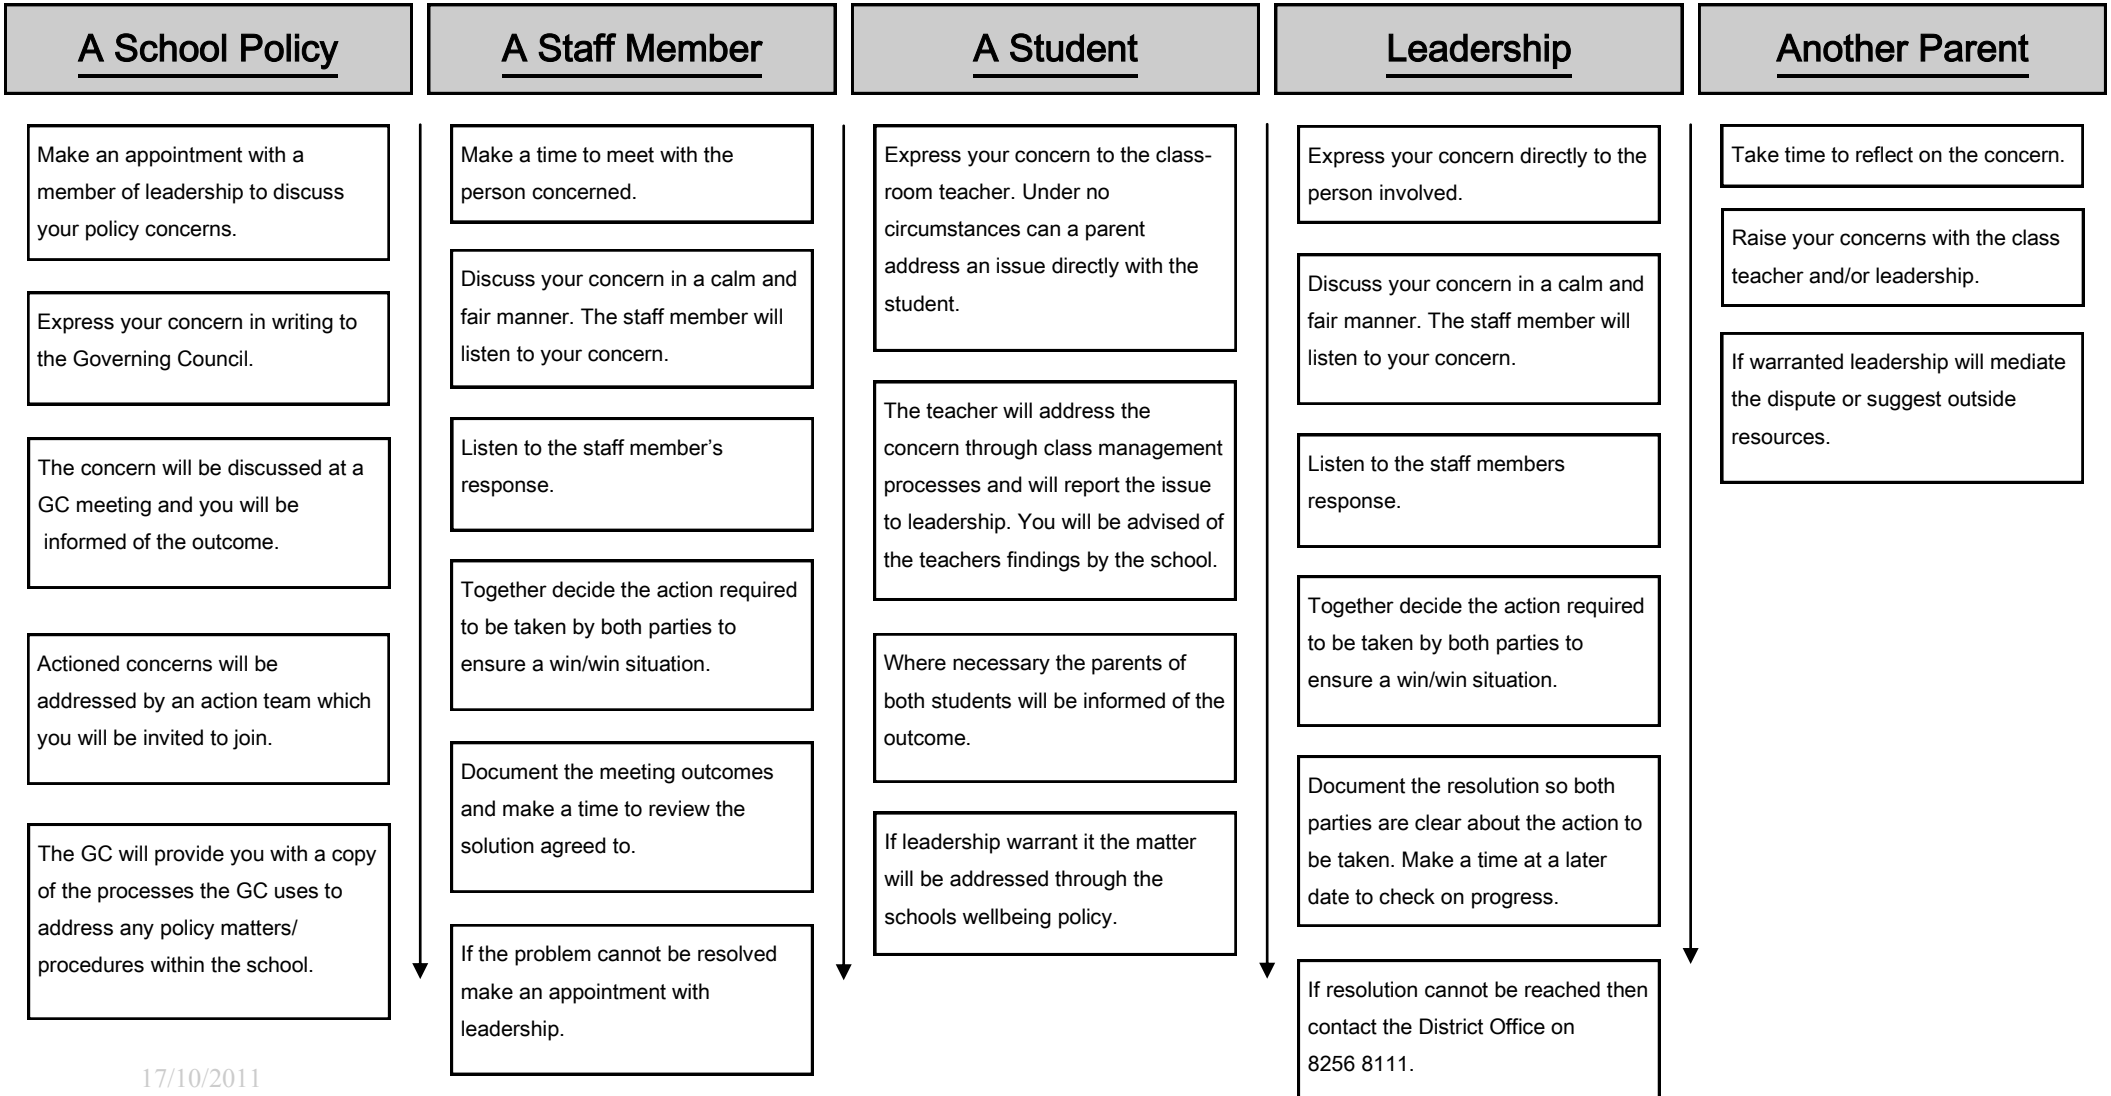 A School Policy
Make an appointment with a
member of leadership to discuss
your policy concerns.
Express your concern in writing to
the Governing Council.
The concern will be discussed at a
GC meeting and you will be
informed of the outcome.
Actioned concerns will be
addressed by an action team which
you will be invited to join.
The GC will provide you with a copy
of the processes the GC uses to
address any policy matters/
procedures within the school.
A Staff Member
Make a time to meet with the
person concerned.
Discuss your concern in a calm and
fair manner. The staff member will
listen to your concern.
Listen to the staff member’s
response.
Together decide the action required
to be taken by both parties to
ensure a win/win situation.
Document the meeting outcomes
and make a time to review the
solution agreed to.
If the problem cannot be resolved
make an appointment with
leadership.
A Student
Express your concern to the class-
room teacher. Under no
circumstances can a parent
address an issue directly with the
student.
The teacher will address the
concern through class management
processes and will report the issue
to leadership. You will be advised of
the teachers findings by the school.
Where necessary the parents of
both students will be informed of the
outcome.
If leadership warrant it the matter
will be addressed through the
schools wellbeing policy.
Leadership
Express your concern directly to the
person involved.
Discuss your concern in a calm and
fair manner. The staff member will
listen to your concern.
Listen to the staff members
response.
Together decide the action required
to be taken by both parties to
ensure a win/win situation.
Document the resolution so both
parties are clear about the action to
be taken. Make a time at a later
date to check on progress.
If resolution cannot be reached then
contact the District Office on
8256 8111.
Another Parent
Take time to reflect on the concern.
Raise your concerns with the class
teacher and/or leadership.
If warranted leadership will mediate
the dispute or suggest outside
resources.
17/10/2011